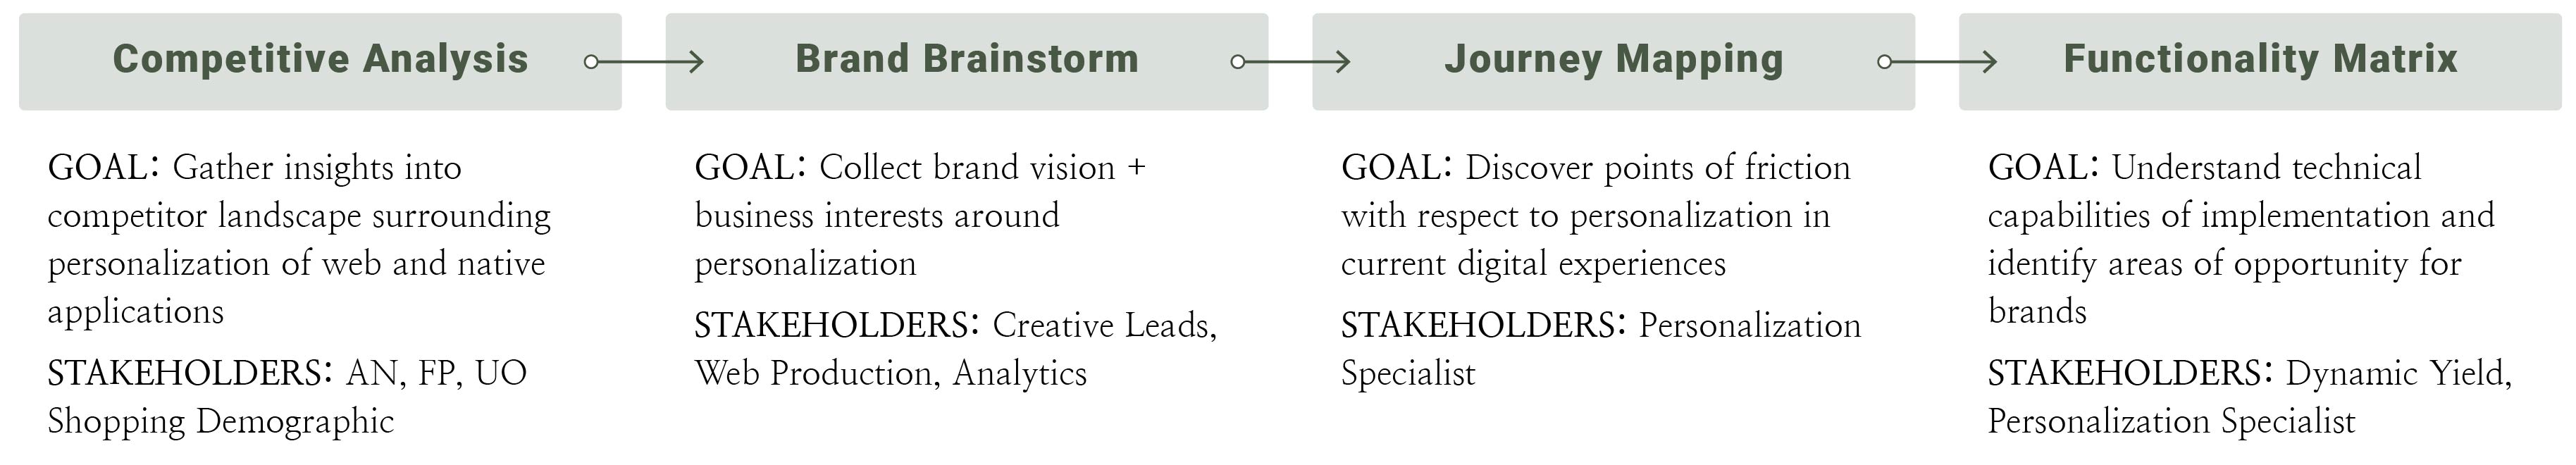 Competitive Analysis
GOAL: Gather insights into
competitor landscape surrounding
personalization of web and native
applications
STAKEHOLDERS: AN, FP, UO
Shopping Demographic
Brand Brainstorm
GOAL: Collect brand vision +
business interests around
personalization
STAKEHOLDERS: Creative Leads,
Web Production, Analytics
Journey Mapping
GOAL: Discover points of friction
with respect to personalization in
current digital experiences
STAKEHOLDERS: Personalization
Specialist
Functionality Matrix
GOAL: Understand technical
capabilities of implementation and
identify areas of opportunity for
brands
STAKEHOLDERS: Dynamic Yield,
Personalization Specialist